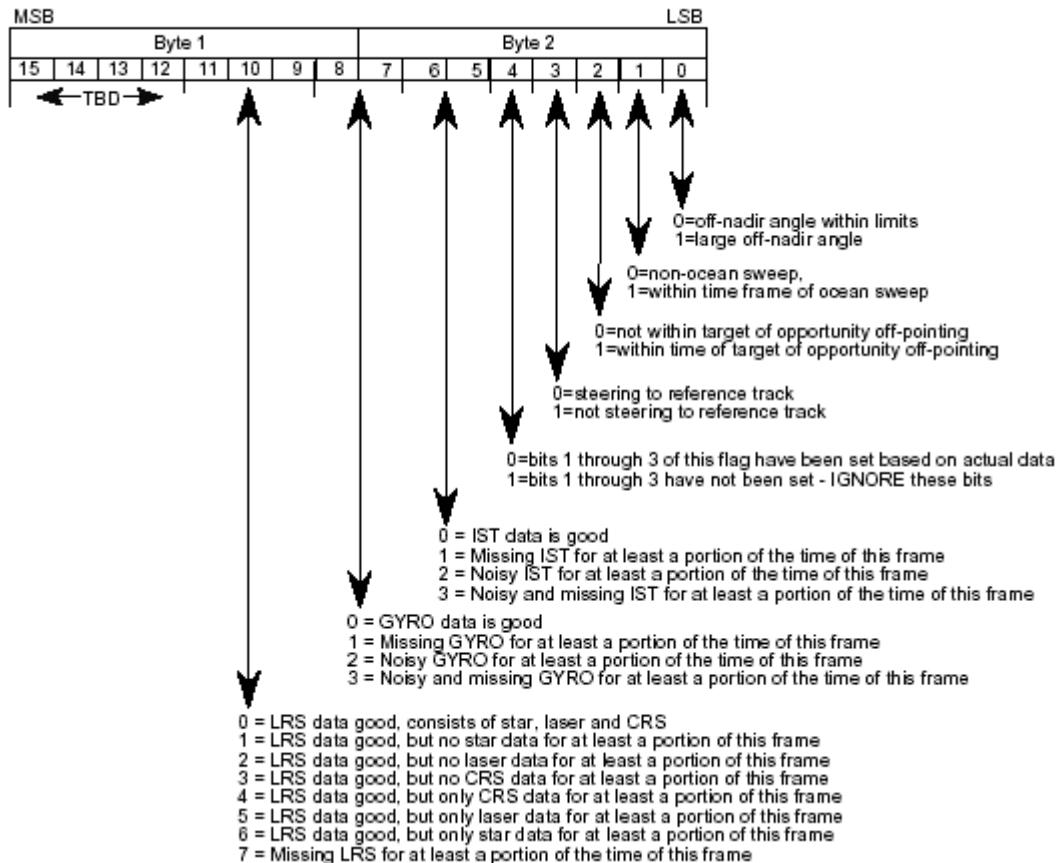 MSB LSB
Byte 1 Byte 2
15 14 13 12 11 10 9 8 7 6 5 4 3 2 1 0
TBD
0=off-nadir angle within limits
1=large off-nadir angle
0=non-ocean sweep,
1=within time frame of ocean sweep
0=not within target of opportunity off-pointing
1=within time of target of opportunity off-pointing
0=steering to reference track
1=not steering to reference track
0=bits 1 through 3 of this flag have been set based on actual data
1=bits 1 through 3 have not been set - IGNORE these bits
0 = IST data is good
1 = Missing IST for at least a portion of the time of this frame
2 = Noisy IST for at least a portion of the time of this frame
3 = Noisy and missing IST for at least a portion of the time of this frame
0 = GYRO data is good
1 = Missing GYRO for at least a portion of the time of this frame
2 = Noisy GYRO for at least a portion of the time of this frame
3 = Noisy and missing GYRO for at least a portion of the time of this frame
0 = LRS data good, consists of star, laser and CRS
1 = LRS data good, but no star data for at least a portion of this frame
2 = LRS data good, but no laser data for at least a portion of this frame
3 = LRS data good, but no CRS data for at least a portion of this frame
4 = LRS data good, but only CRS data for at least a portion of this frame
5 = LRS data good, but only laser data for at least a portion of this frame
6 = LRS data good, but only star data for at least a portion of this frame
7 = Missing LRS for at least a portion of the time of this frame